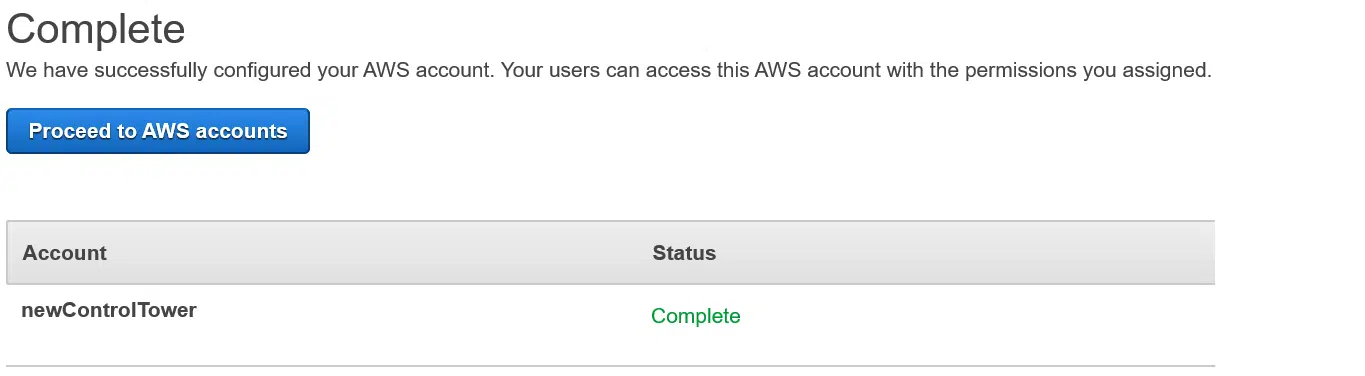 Complete
We have successfully configured your AWS account. Your users can access this AWS account with the permissions you assigned.
Proceed to AWS accounts
Account Status
newControlTower Complete